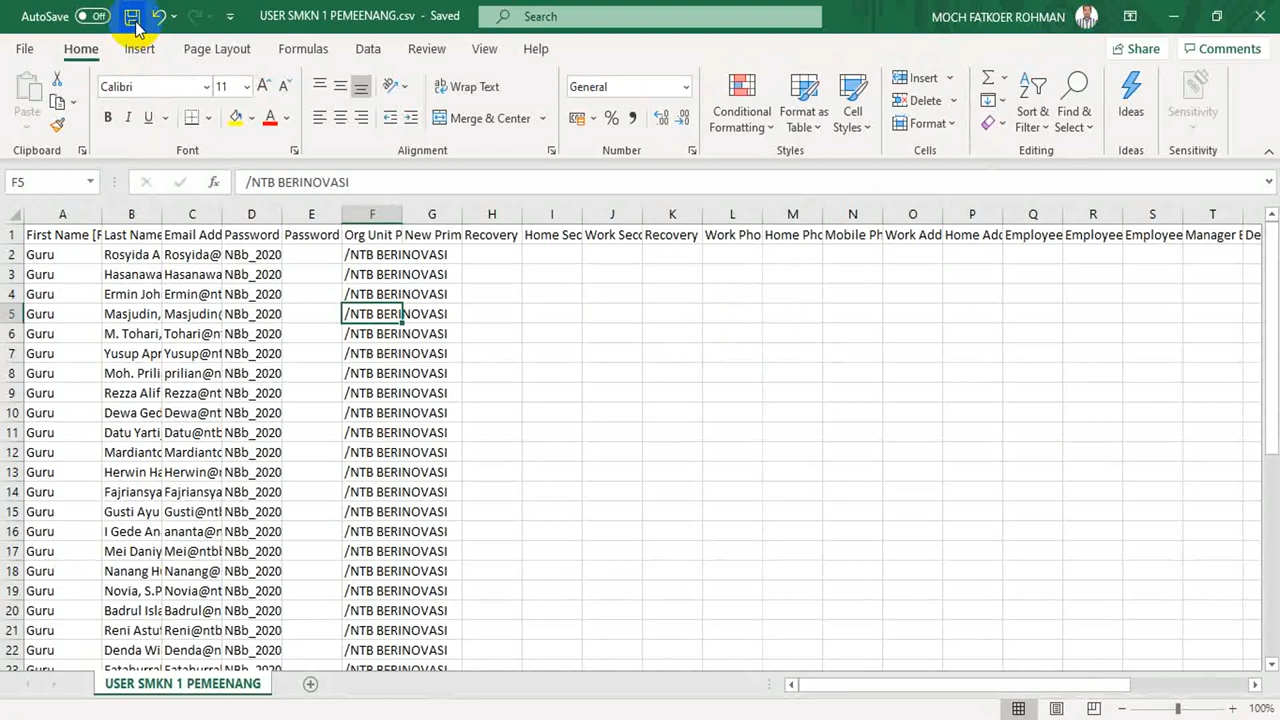 AutoSave Off USER SMKN 1 PEMEENANG.csv - Saved Search MOCH FATKOER ROHMAN
File Home Insert Page Layout Formulas Data Review View Help Share Comments
Paste Calibri 11 Wrap Text General Conditional Formatting Format as Table Cell Styles Insert Sort & Filter Find & Select Ideas Sensitivity
B I U Merge & Center Delete
Format
Clipboard Font Alignment Number Styles Cells Editing Ideas Sensitivity
F5 fx /NTB BERINOVASI
A B C D E F G H I J K L M N O P Q R S T
1 First Name [ Last Name Email Add Password Password Org Unit P New Prim Recovery Home Sec Work Seco Recovery Work Pho Home Pho Mobile Ph Work Add Home Add Employee Employee Employee Manager E De
2 Guru Rosyida A Rosyida@ NBb_2020 /NTB BERINOVASI
3 Guru Hasanawa Hasanawa NBb_2020 /NTB BERINOVASI
4 Guru Ermin Joh Ermin@nt NBb_2020 /NTB BERINOVASI
5 Guru Masjudin, Masjudin@ NBb_2020 /NTB BERINOVASI
6 Guru M. Tohari, Tohari@nt NBb_2020 /NTB BERINOVASI
7 Guru Yusup Apr Yusup@nt NBb_2020 /NTB BERINOVASI
8 Guru Moh. Prili prilian@n NBb_2020 /NTB BERINOVASI
9 Guru Rezza Alif Rezza@nt NBb_2020 /NTB BERINOVASI
10 Guru Dewa Ged Dewa@nt NBb_2020 /NTB BERINOVASI
11 Guru Datu Yarti Datu@ntb NBb_2020 /NTB BERINOVASI
12 Guru Mardianto Mardianto NBb_2020 /NTB BERINOVASI
13 Guru Herwin Ha Herwin@n NBb_2020 /NTB BERINOVASI
14 Guru Fajriansya Fajriansya NBb_2020 /NTB BERINOVASI
15 Guru Gusti Ayu Gusti@nt NBb_2020 /NTB BERINOVASI
16 Guru I Gede An ananta@n NBb_2020 /NTB BERINOVASI
17 Guru Mei Daniy Mei@ntb NBb_2020 /NTB BERINOVASI
18 Guru Nanang H Nanang@ NBb_2020 /NTB BERINOVASI
19 Guru Novia, S.P Novia@nt NBb_2020 /NTB BERINOVASI
20 Guru Badrul Isla Badrul@n NBb_2020 /NTB BERINOVASI
21 Guru Reni Astut Reni@ntb NBb_2020 /NTB BERINOVASI
22 Guru Denda Wi Denda@n NBb_2020 /NTB BERINOVASI
23 Guru NBb_2020 /NTB BERINOVASI
USER SMKN 1 PEMEENANG
100%